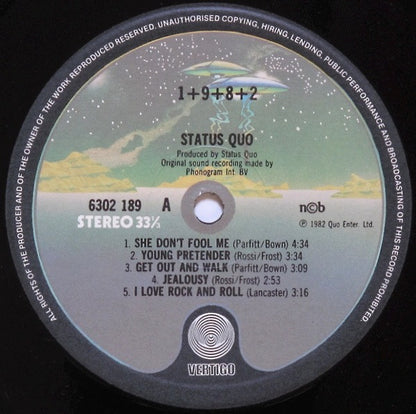 ALL RIGHTS OF THE PRODUCER AND OF THE OWNER OF THE WORK REPRODUCED RESERVED. UNAUTHORISED COPYING, HIRING, LENDING, PUBLIC PERFORMANCE AND BROADCASTING OF THIS RECORD PROHIBITED.
1+9+8+2
STATUS QUO
Produced by Status Quo
Original sound recording made by
Phonogram Int. BV
6302 189 A
STEREO 33⅓
n©b
℗ 1982 Quo Enter. Ltd.
1. SHE DON'T FOOL ME (Parfitt/Bown) 4:34
2. YOUNG PRETENDER (Rossi/Frost) 3:34
3. GET OUT AND WALK (Parfitt/Bown) 3:09
4. JEALOUSY (Rossi/Frost) 2:53
5. I LOVE ROCK AND ROLL (Lancaster) 3:16
VERTIGO